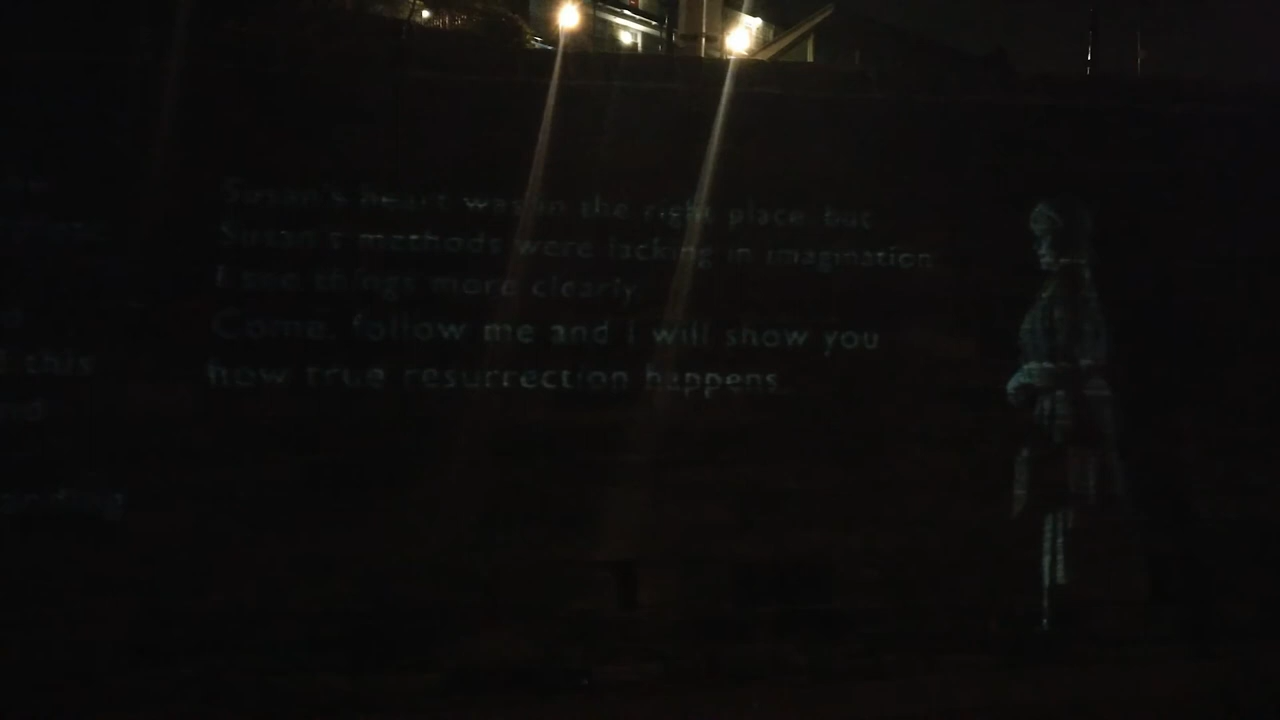 Susan's heart was in the right place, but
Susan's methods were lacking in imagination
I see things more clearly
Come, follow me and I will show you
how true resurrection happens.
this